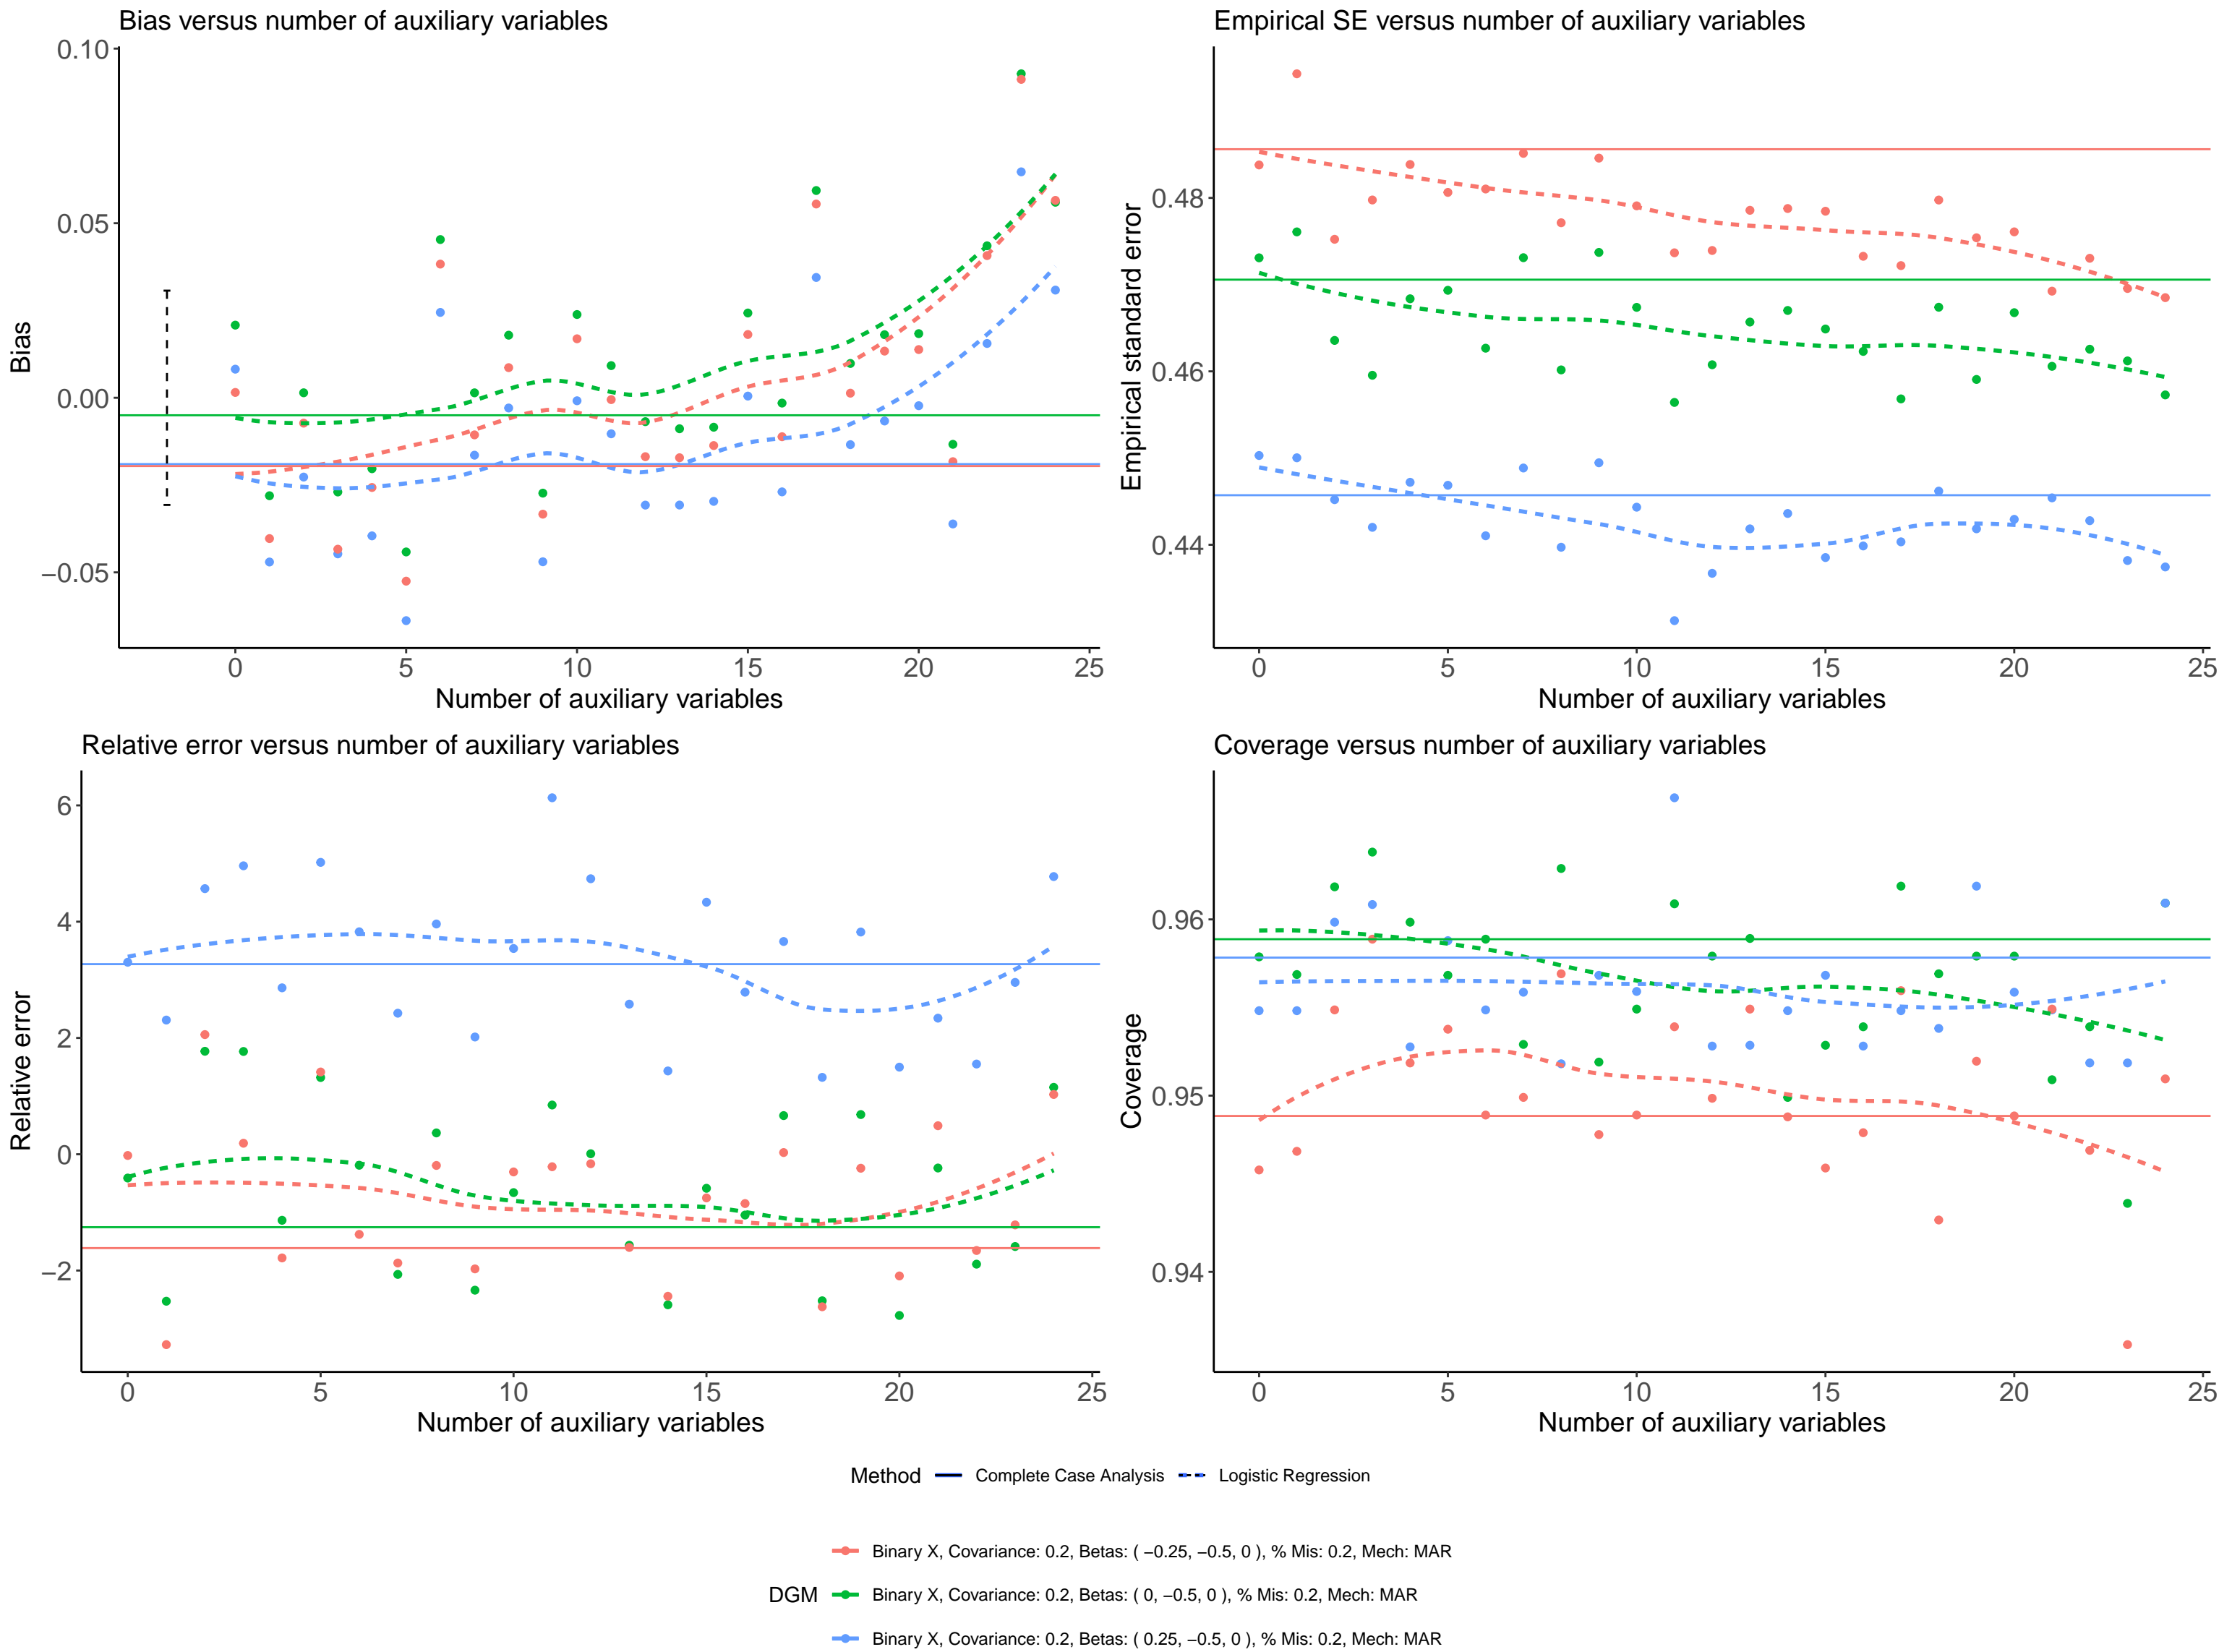 Bias versus number of auxiliary variables
0.10
0.05
0.00
−0.05
Bias
0 5 10 15 20 25
Number of auxiliary variables
Empirical SE versus number of auxiliary variables
0.48
0.46
0.44
Empirical standard error
0 5 10 15 20 25
Number of auxiliary variables
Relative error versus number of auxiliary variables
6
4
2
0
−2
Relative error
0 5 10 15 20 25
Number of auxiliary variables
Coverage versus number of auxiliary variables
0.96
0.95
0.94
Coverage
0 5 10 15 20 25
Number of auxiliary variables
Method Complete Case Analysis Logistic Regression
Binary X, Covariance: 0.2, Betas: ( −0.25, −0.5, 0 ), % Mis: 0.2, Mech: MAR
DGM Binary X, Covariance: 0.2, Betas: ( 0, −0.5, 0 ), % Mis: 0.2, Mech: MAR
Binary X, Covariance: 0.2, Betas: ( 0.25, −0.5, 0 ), % Mis: 0.2, Mech: MAR